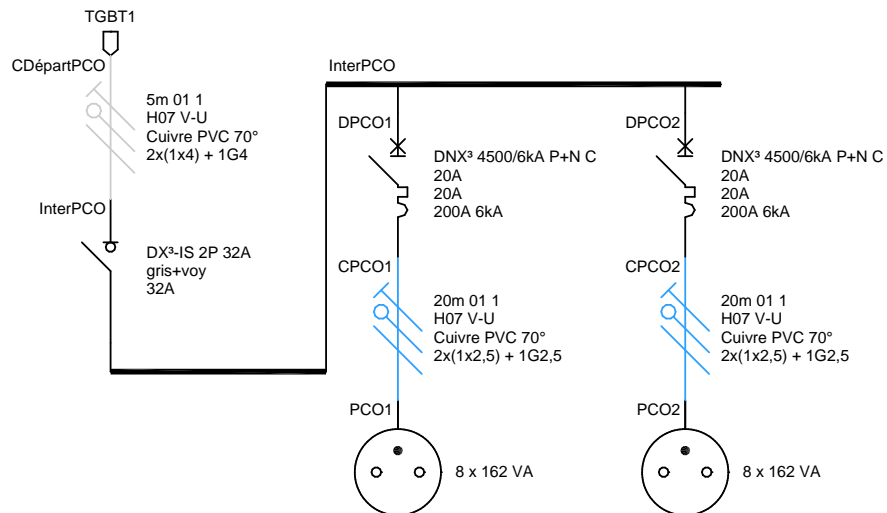 TGBT1
CDépartPCO
5m 01 1
H07 V-U
Cuivre PVC 70°
2x(1x4) + 1G4
InterPCO
DX³-IS 2P 32A
gris+voy
32A
InterPCO
DPCO1
DNX³ 4500/6kA P+N C
20A
20A
200A 6kA
CPCO1
20m 01 1
H07 V-U
Cuivre PVC 70°
2x(1x2,5) + 1G2,5
PCO1
8 x 162 VA
DPCO2
DNX³ 4500/6kA P+N C
20A
20A
200A 6kA
CPCO2
20m 01 1
H07 V-U
Cuivre PVC 70°
2x(1x2,5) + 1G2,5
PCO2
8 x 162 VA